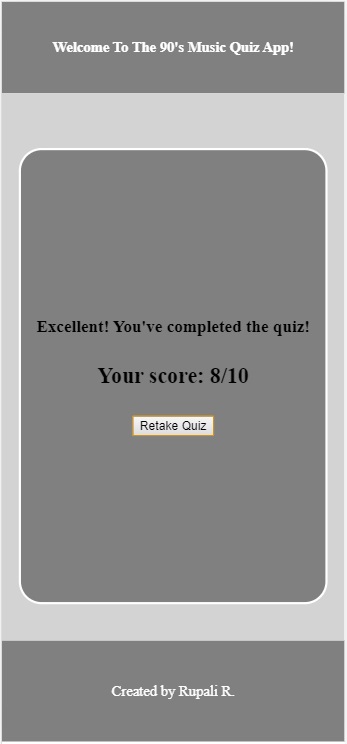 Welcome To The 90's Music Quiz App!
Excellent! You've completed the quiz!
Your score: 8/10
Retake Quiz
Created by Rupali R.